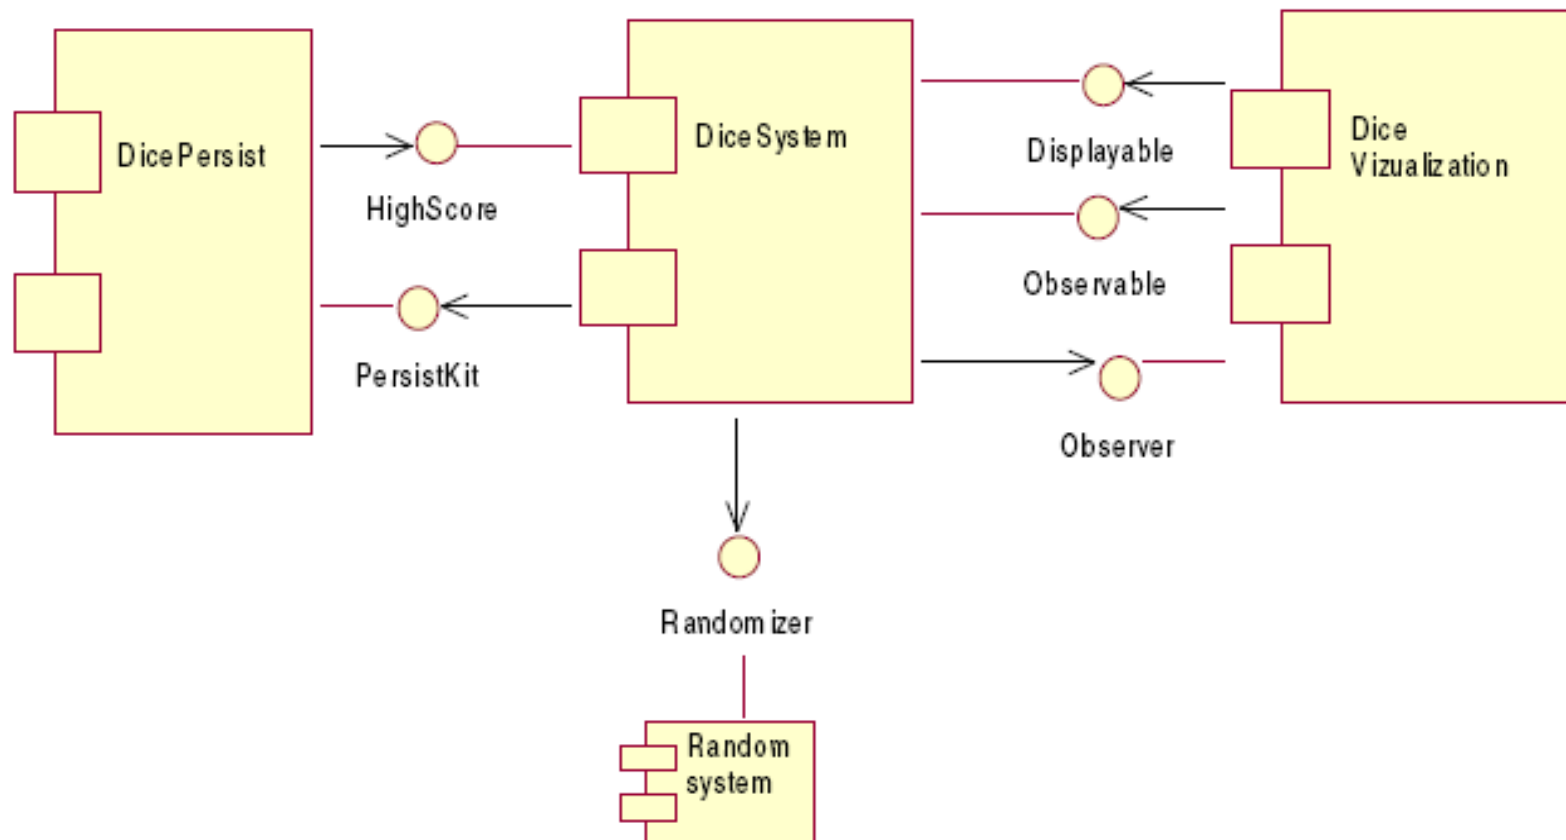 DicePersist
HighScore
PersistKit
DiceSystem
Displayable
Observable
Observer
Dice
Vizualization
Randomizer
Random
system